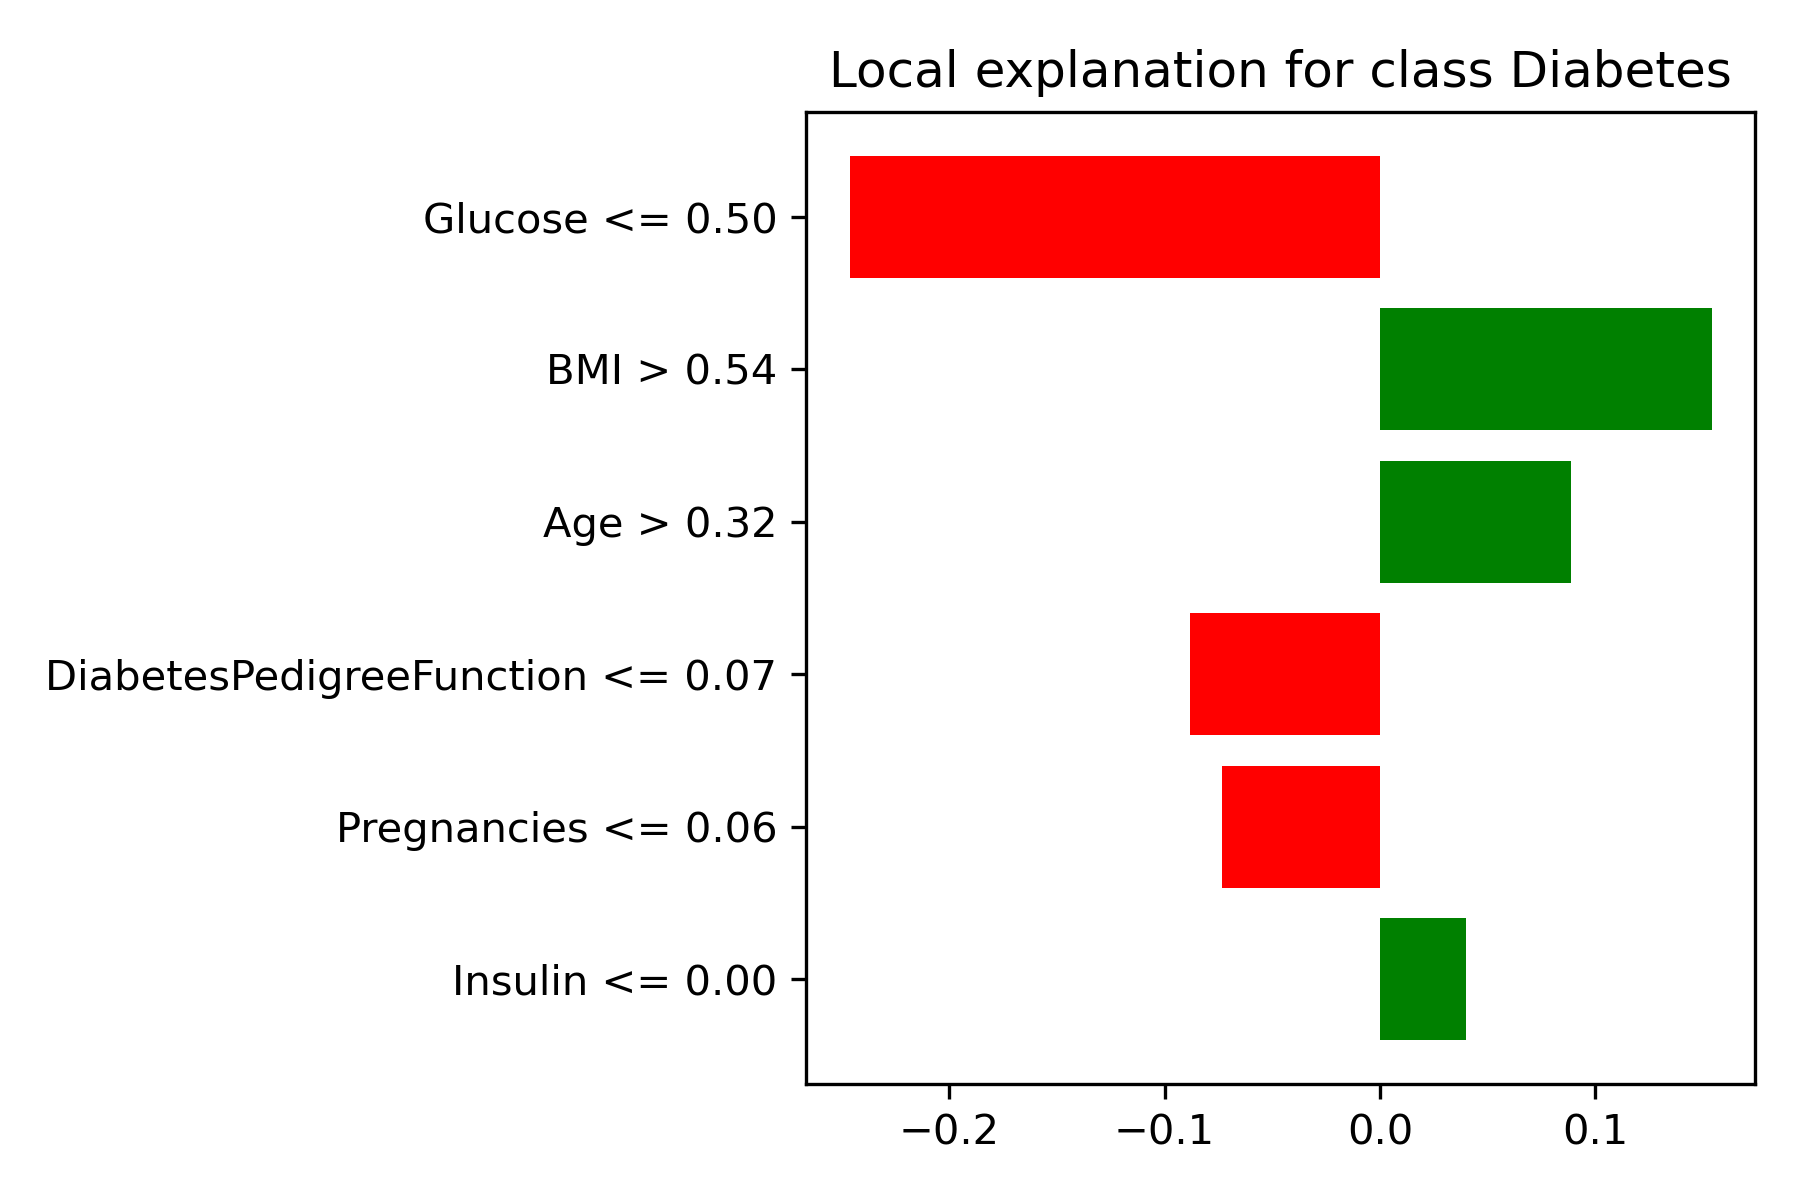 Local explanation for class Diabetes
Glucose <= 0.50
BMI > 0.54
Age > 0.32
DiabetesPedigreeFunction <= 0.07
Pregnancies <= 0.06
Insulin <= 0.00
−0.2 −0.1 0.0 0.1